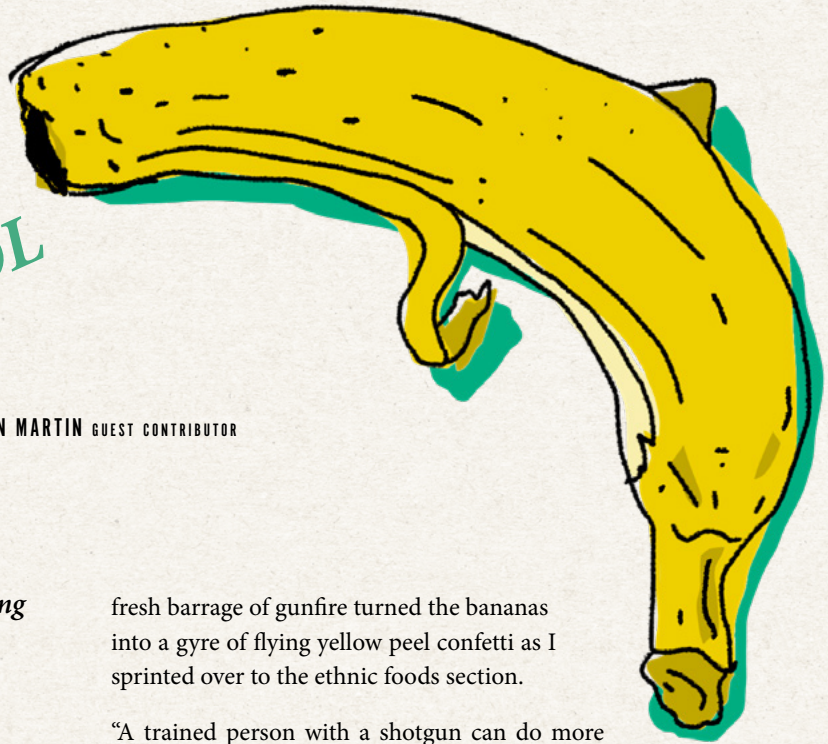 OL
N MARTIN GUEST CONTRIBUTOR
ng
fresh barrage of gunfire turned the bananas
into a gyre of flying yellow peel confetti as I
sprinted over to the ethnic foods section.
“A trained person with a shotgun can do more